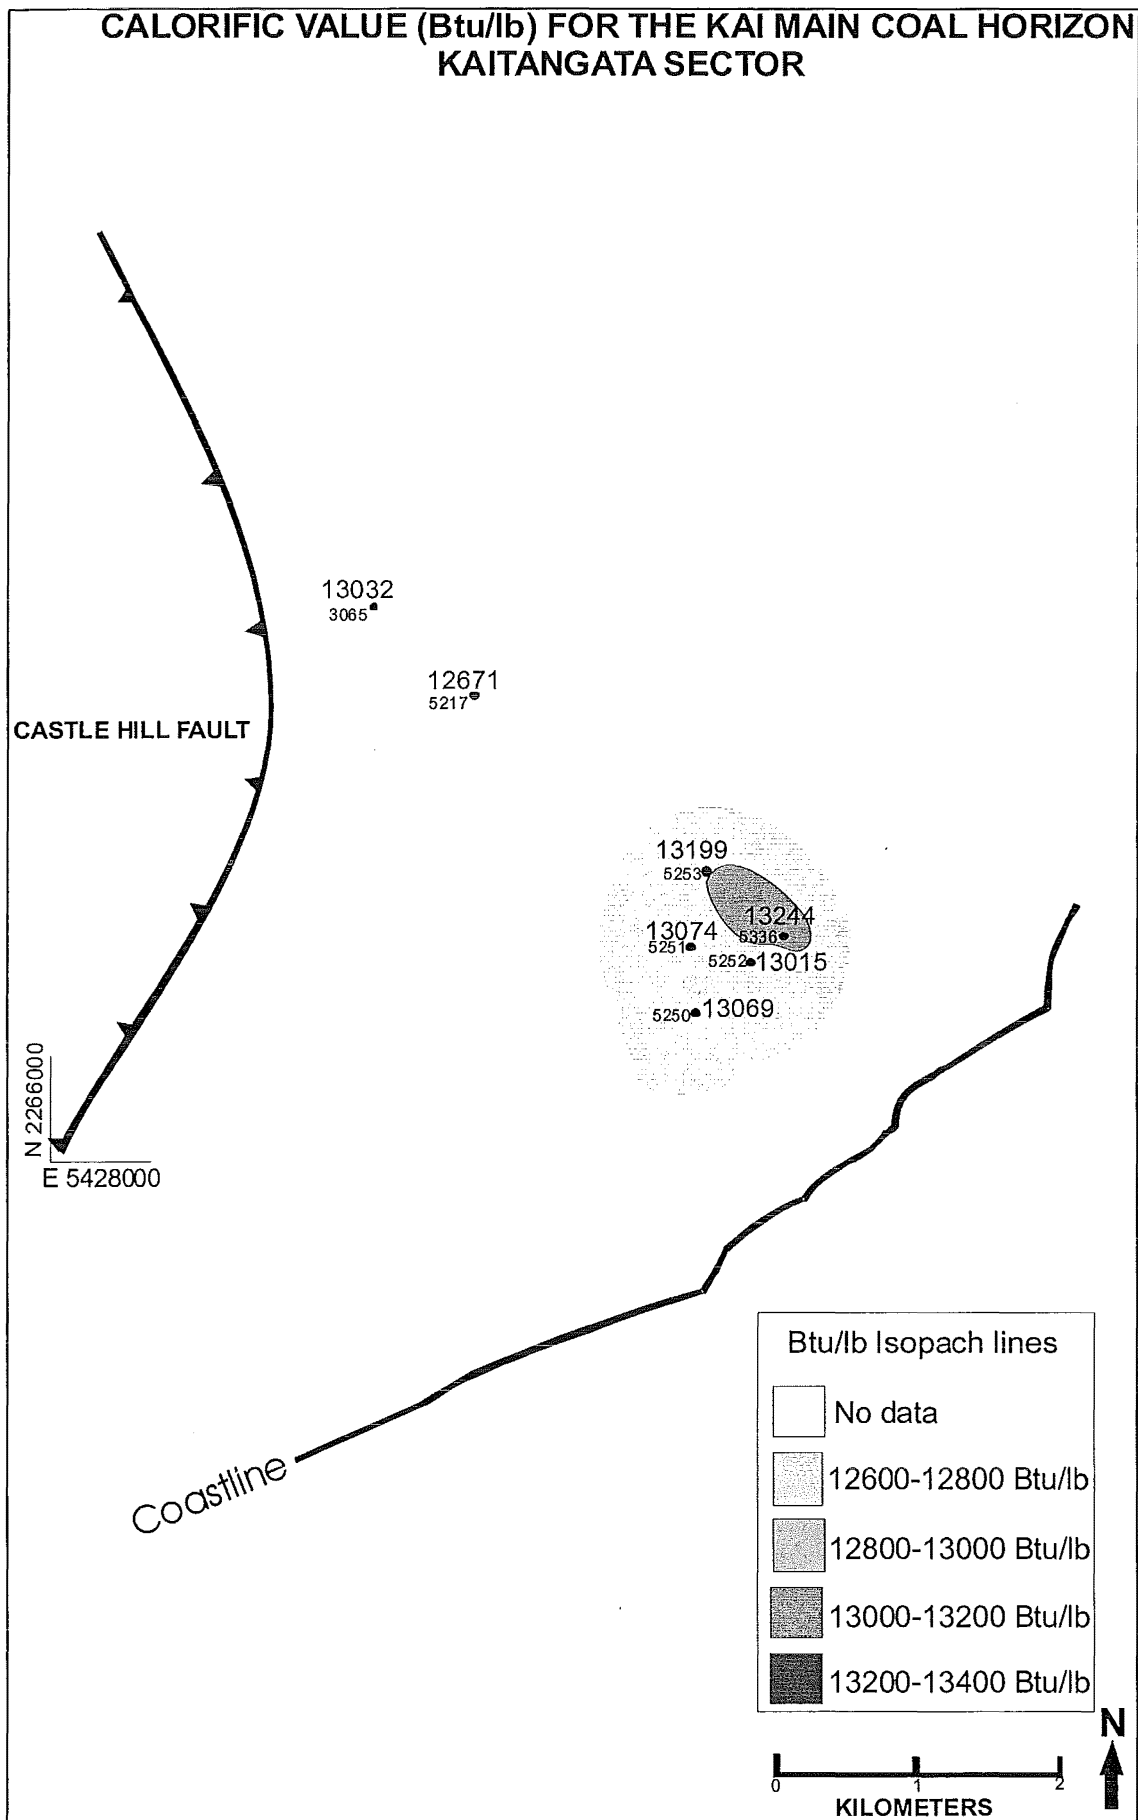 CALORIFIC VALUE (Btu/lb) FOR THE KAI MAIN COAL HORIZON
KAITANGATA SECTOR
13032
3065
12671
5217
CASTLE HILL FAULT
13199
5253
13244
5336
13074
5251
5252 13015
5250 13069
N 2266000
E 5428000
Coastline
Btu/lb Isopach lines
No data
12600-12800 Btu/lb
12800-13000 Btu/lb
13000-13200 Btu/lb
13200-13400 Btu/lb
N
0 1 2
KILOMETERS